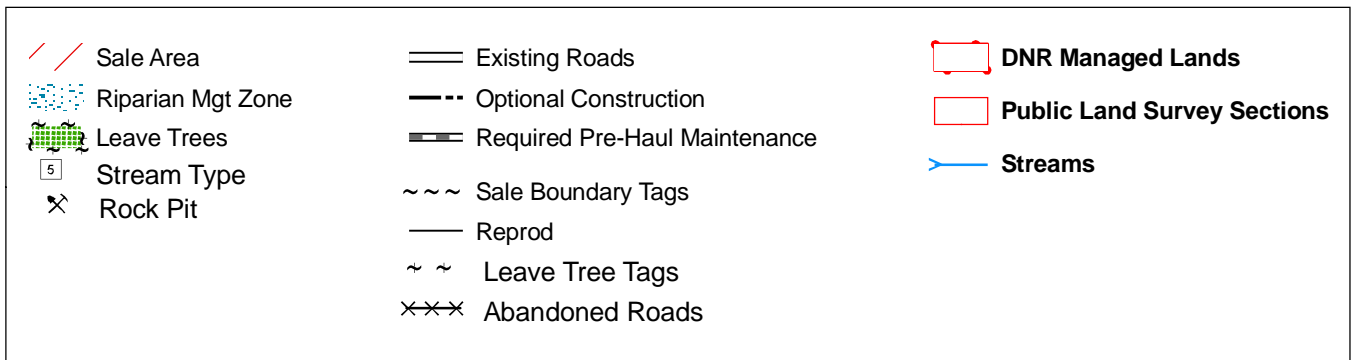 Sale Area
Riparian Mgt Zone
Leave Trees
5
Stream Type
Rock Pit
Existing Roads
Optional Construction
Required Pre-Haul Maintenance
Sale Boundary Tags
Reprod
Leave Tree Tags
Abandoned Roads
DNR Managed Lands
Public Land Survey Sections
Streams